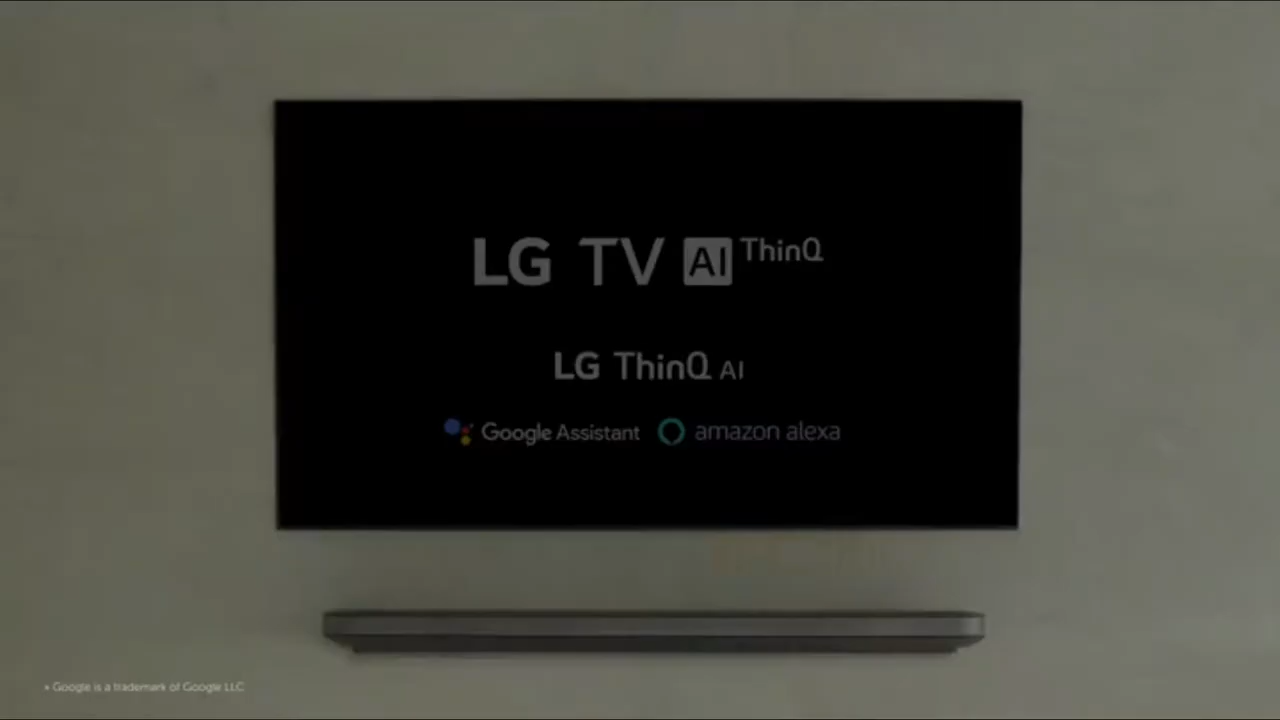 LG TV AI ThinQ
LG ThinQ AI
Google Assistant amazon alexa
* Google is a trademark of Google LLC